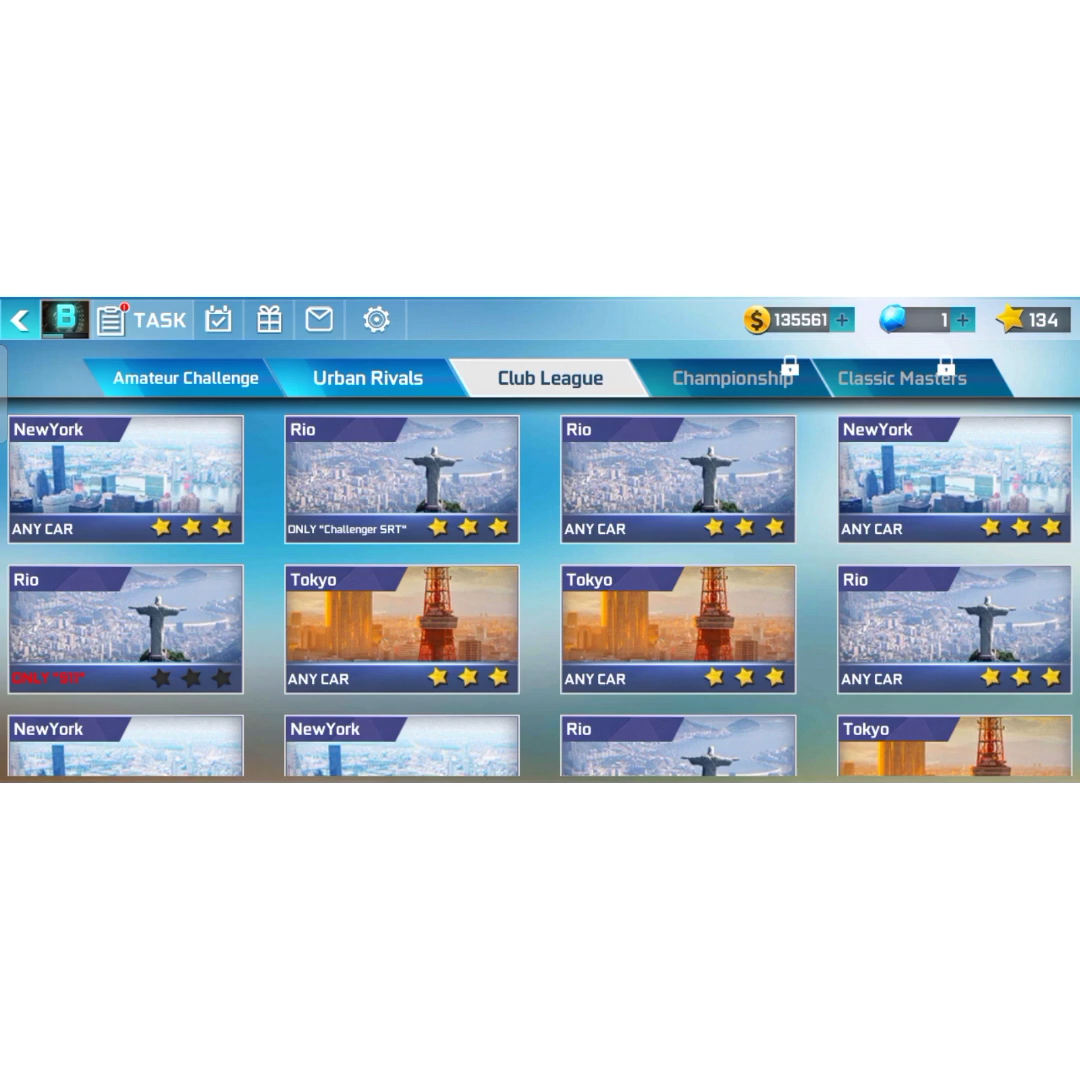 B
TASK
135561 +
1 +
134
Amateur Challenge
Urban Rivals
Club League
Championship
Classic Masters
NewYork
ANY CAR
Rio
ONLY "Challenger SRT"
Rio
ANY CAR
NewYork
ANY CAR
Rio
ONLY "911"
Tokyo
ANY CAR
Tokyo
ANY CAR
Rio
ANY CAR
NewYork
NewYork
Rio
Tokyo